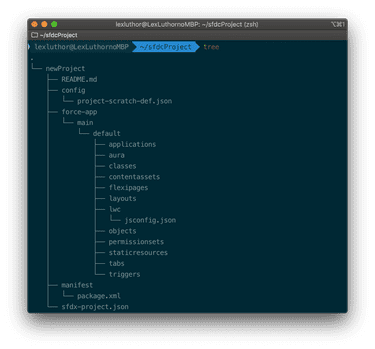 lexluthor@LexLuthornoMBP: ~/sfdcProject (zsh)
⌥⌘1
~/sfdcProject
lexluthor@LexLuthornoMBP ~/sfdcProject tree
.
└── newProject
    ├── README.md
    ├── config
    │   └── project-scratch-def.json
    ├── force-app
    │   └── main
    │       └── default
    │           ├── applications
    │           ├── aura
    │           ├── classes
    │           ├── contentassets
    │           ├── flexipages
    │           ├── layouts
    │           ├── lwc
    │           │   └── jsconfig.json
    │           ├── objects
    │           ├── permissionsets
    │           ├── staticresources
    │           ├── tabs
    │           └── triggers
    ├── manifest
    │   └── package.xml
    └── sfdx-project.json